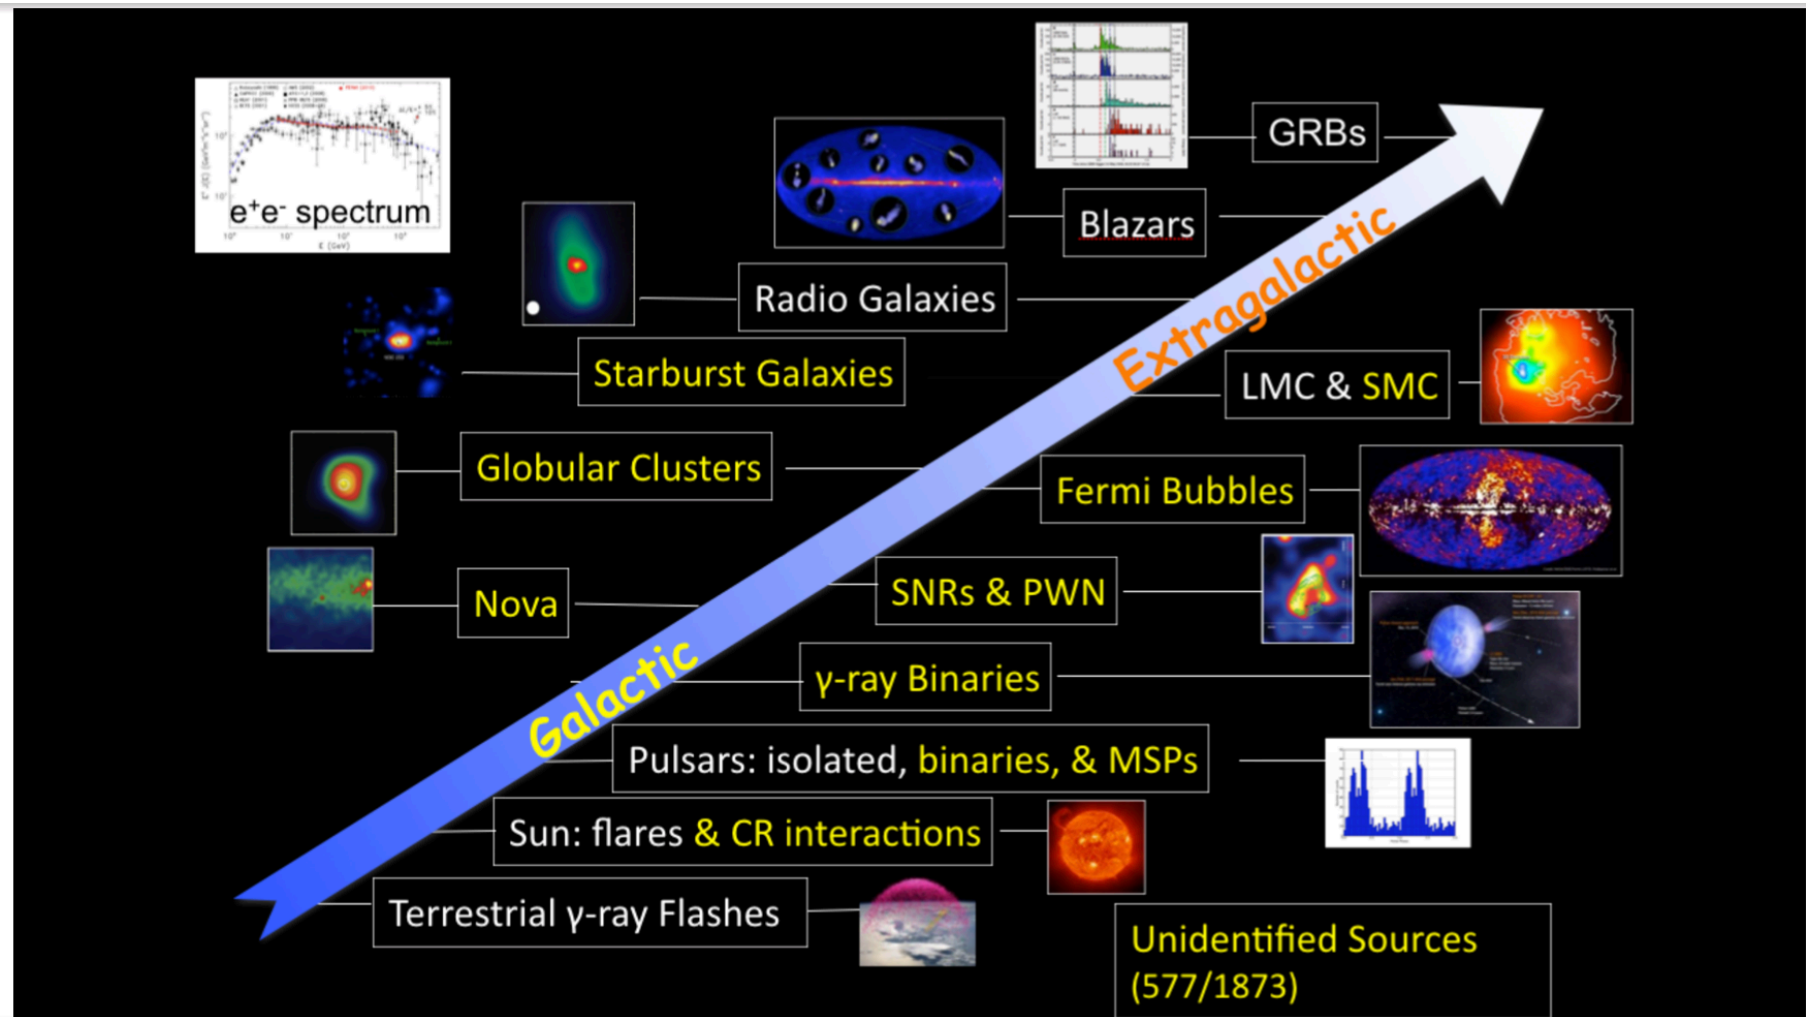 GRBs
e⁺e⁻ spectrum
E (GeV)
Blazars
Extragalactic
Radio Galaxies
Starburst Galaxies
LMC & SMC
Globular Clusters
Fermi Bubbles
SNRs & PWN
Nova
Galactic
γ-ray Binaries
Pulsars: isolated, binaries, & MSPs
Sun: flares & CR interactions
Terrestrial γ-ray Flashes
Unidentified Sources
(577/1873)